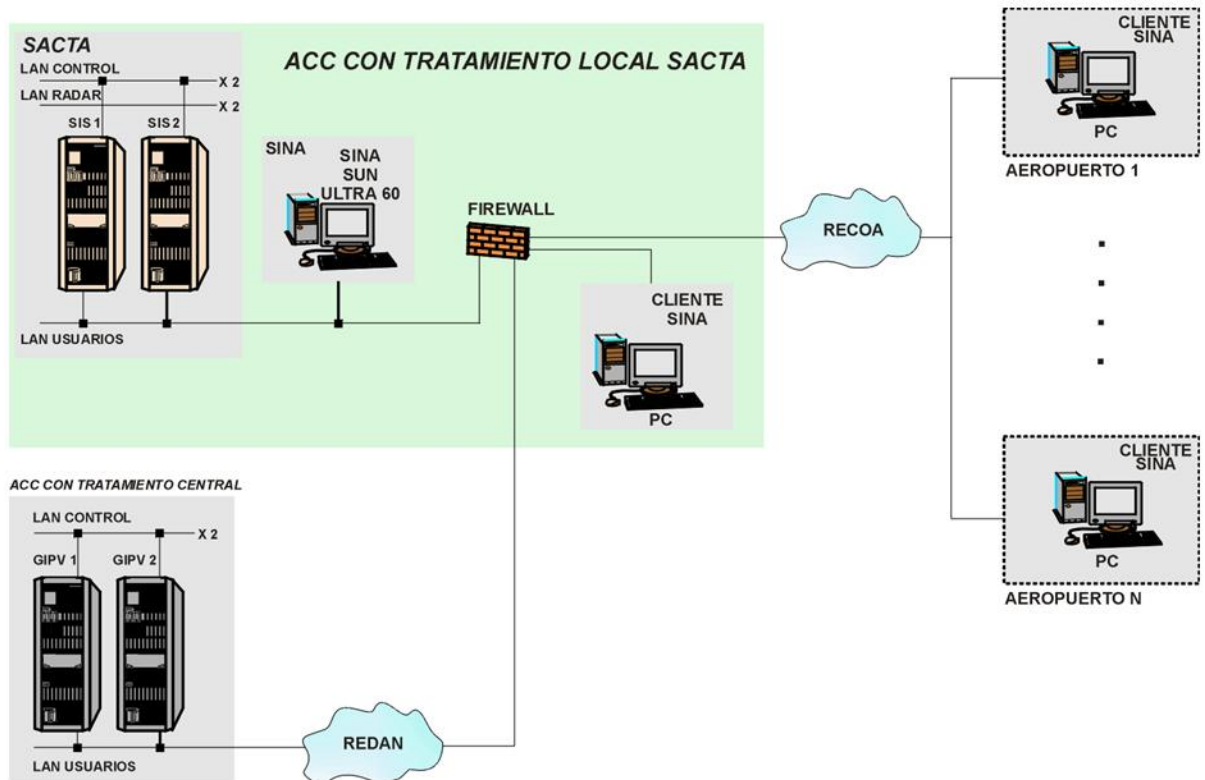 SACTA
LAN CONTROL
X 2
LAN RADAR
X 2
SIS 1
SIS 2
LAN USUARIOS
ACC CON TRATAMIENTO LOCAL SACTA
SINA
SINA
SUN
ULTRA 60
FIREWALL
CLIENTE
SINA
PC
RECOA
CLIENTE
SINA
PC
AEROPUERTO 1
CLIENTE
SINA
PC
AEROPUERTO N
ACC CON TRATAMIENTO CENTRAL
LAN CONTROL
X 2
GIPV 1
GIPV 2
LAN USUARIOS
REDAN